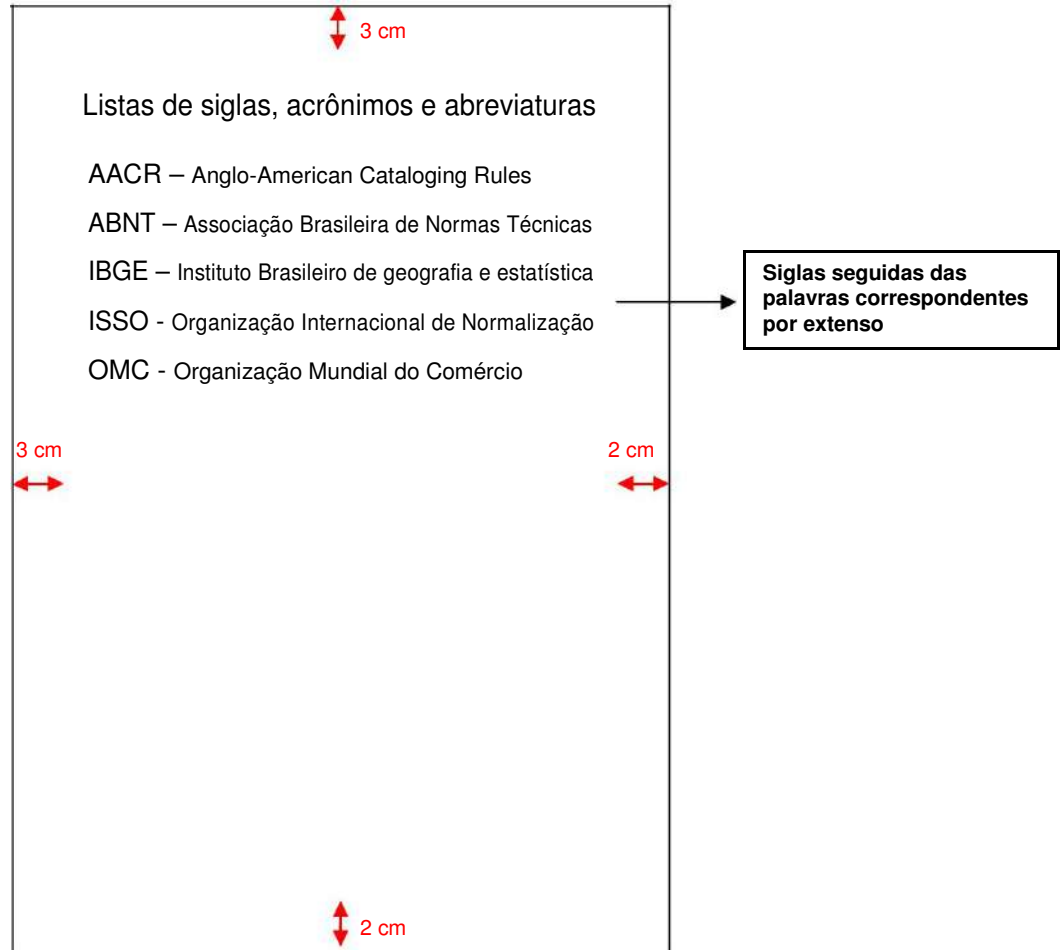 3 cm
Listas de siglas, acrônimos e abreviaturas
AACR – Anglo-American Cataloging Rules
ABNT – Associação Brasileira de Normas Técnicas
IBGE – Instituto Brasileiro de geografia e estatística
ISSO - Organização Internacional de Normalização
OMC - Organização Mundial do Comércio
Siglas seguidas das
palavras correspondentes
por extenso
3 cm
2 cm
2 cm